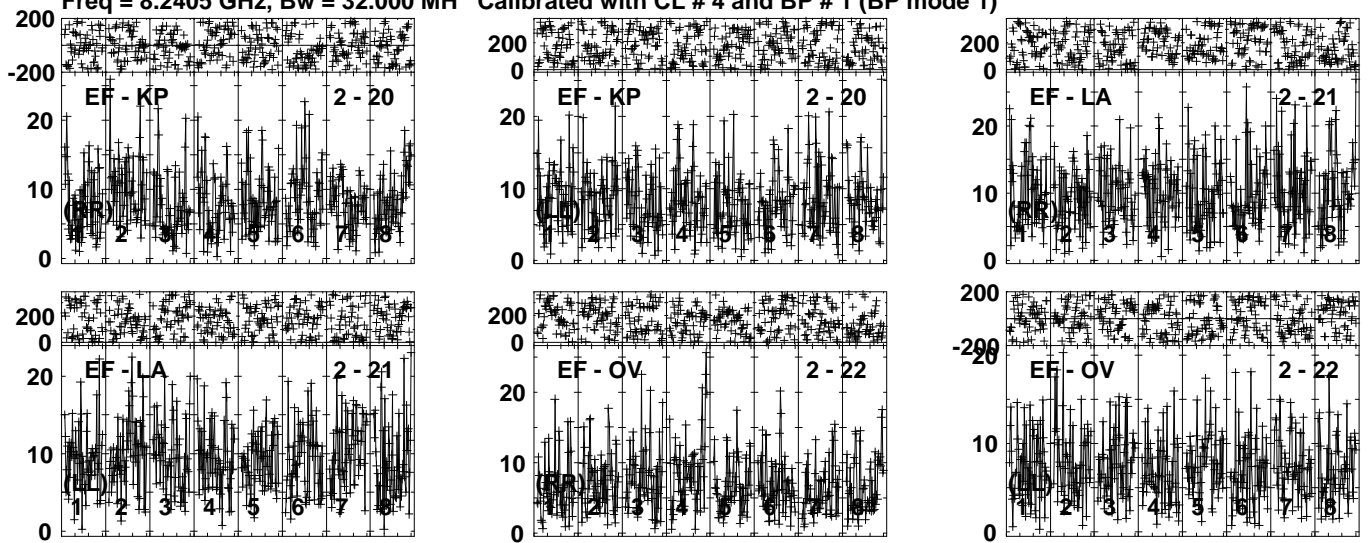 Freq = 8.2405 GHz, Bw = 32.000 MH Calibrated with CL # 4 and BP # 1 (BP mode 1)
200
-200
EF - KP 2 - 20
20
10
0
(RR)
1 2 3 4 5 6 7 8
200
0
EF - KP 2 - 20
20
10
0
(LL)
1 2 3 4 5 6 7 8
200
0
EF - LA 2 - 21
20
10
0
(RR)
1 2 3 4 5 6 7 8
200
0
EF - LA 2 - 21
20
10
0
(LL)
1 2 3 4 5 6 7 8
200
0
EF - OV 2 - 22
20
10
0
(RR)
1 2 3 4 5 6 7 8
200
-200
EF - OV 2 - 22
20
10
0
(LL)
1 2 3 4 5 6 7 8